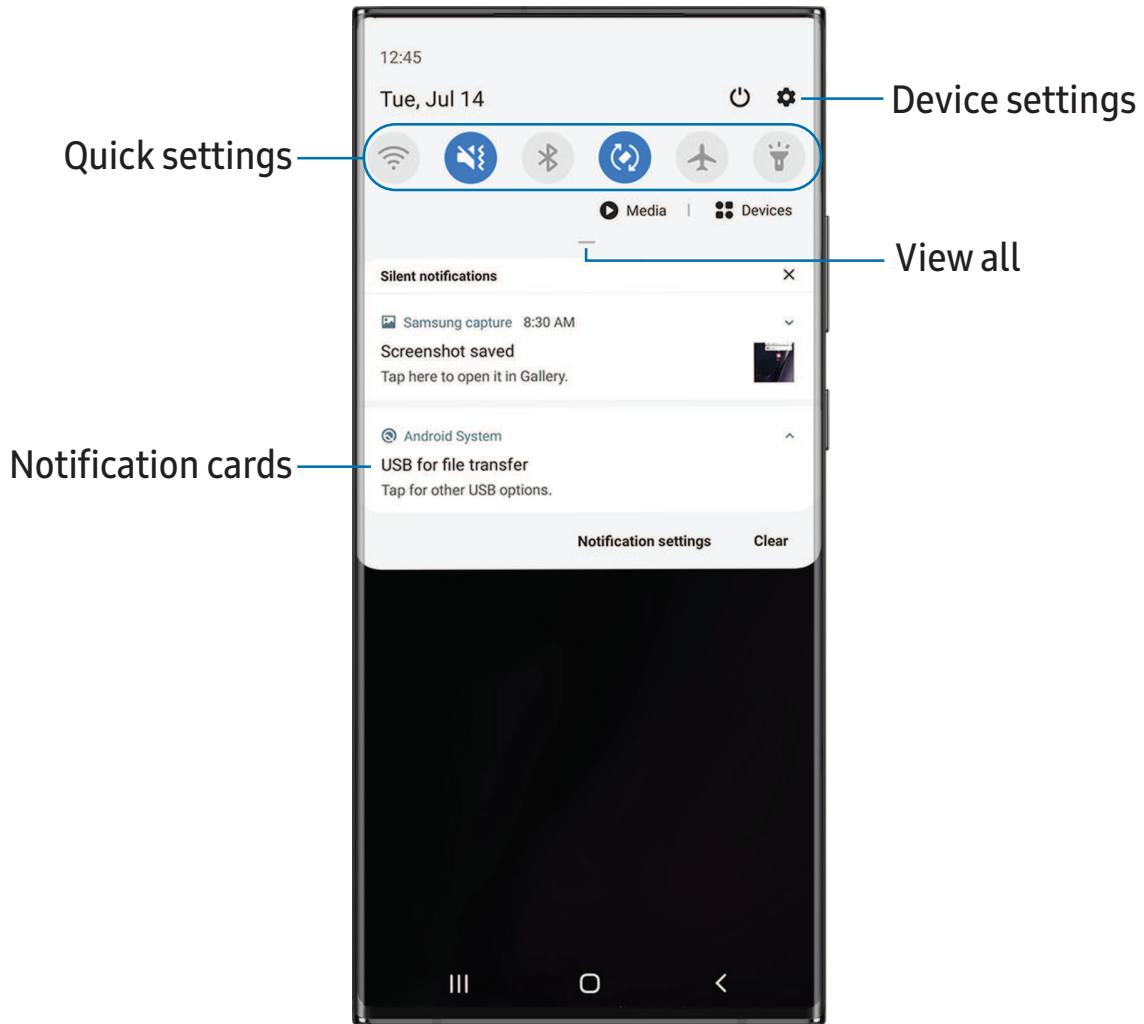 12:45
Tue, Jul 14
Device settings
Quick settings
Media | Devices
View all
Silent notifications
Samsung capture 8:30 AM
Screenshot saved
Tap here to open it in Gallery.
Android System
Notification cards
USB for file transfer
Tap for other USB options.
Notification settings Clear